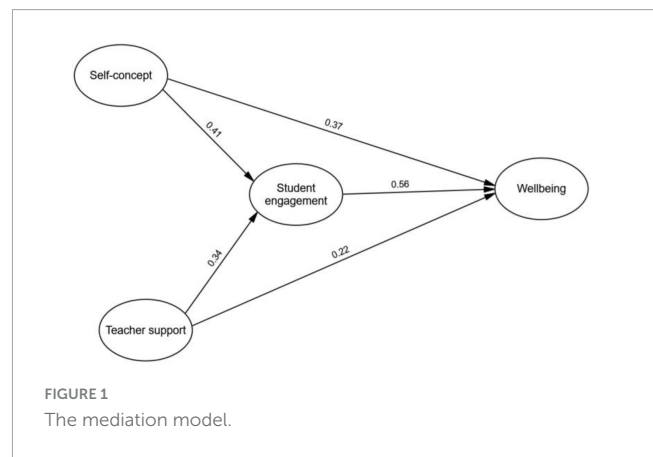 Self-concept
0.41
0.37
Student
engagement
0.56
Wellbeing
0.34
0.22
Teacher support
FIGURE 1
The mediation model.